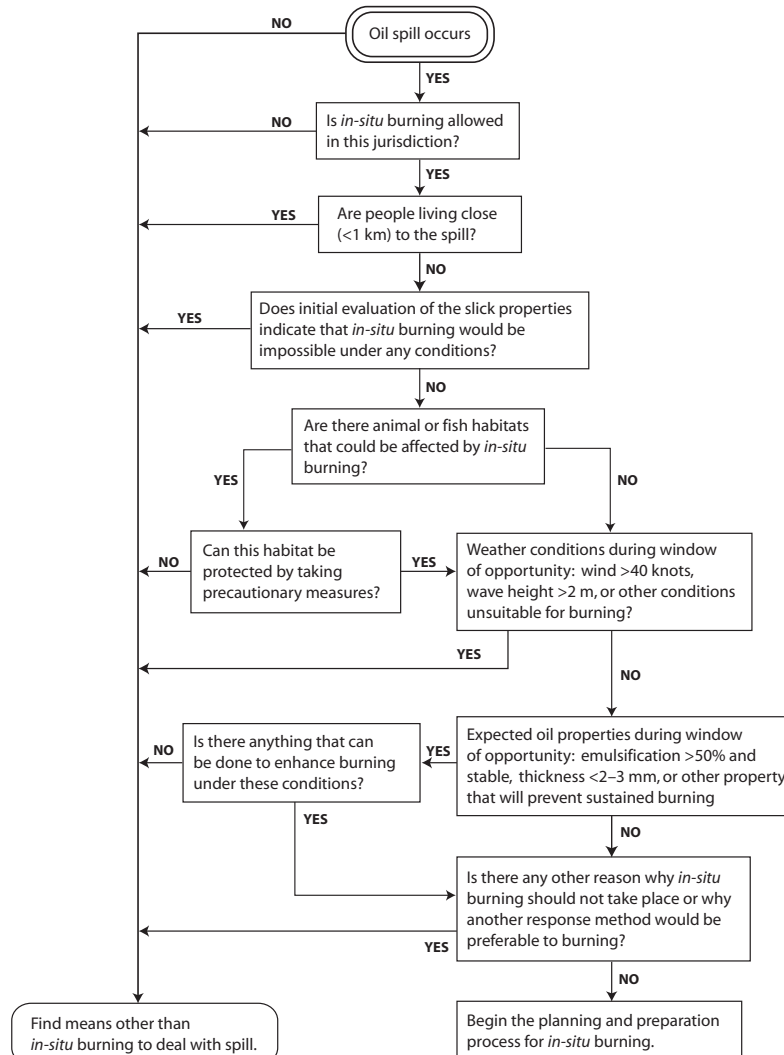 NO
Oil spill occurs
YES
NO
Is in-situ burning allowed
in this jurisdiction?
YES
YES
Are people living close
(<1 km) to the spill?
NO
YES
Does initial evaluation of the slick properties
indicate that in-situ burning would be
impossible under any conditions?
NO
Are there animal or fish habitats
that could be affected by in-situ
burning?
YES
NO
NO
Can this habitat be
protected by taking
precautionary measures?
YES
Weather conditions during window
of opportunity: wind >40 knots,
wave height >2 m, or other conditions
unsuitable for burning?
YES
NO
NO
Is there anything that can
be done to enhance burning
under these conditions?
YES
Expected oil properties during window
of opportunity: emulsification >50% and
stable, thickness <2–3 mm, or other property
that will prevent sustained burning
YES
NO
Is there any other reason why in-situ
burning should not take place or why
another response method would be
preferable to burning?
YES
NO
Find means other than
in-situ burning to deal with spill.
Begin the planning and preparation
process for in-situ burning.